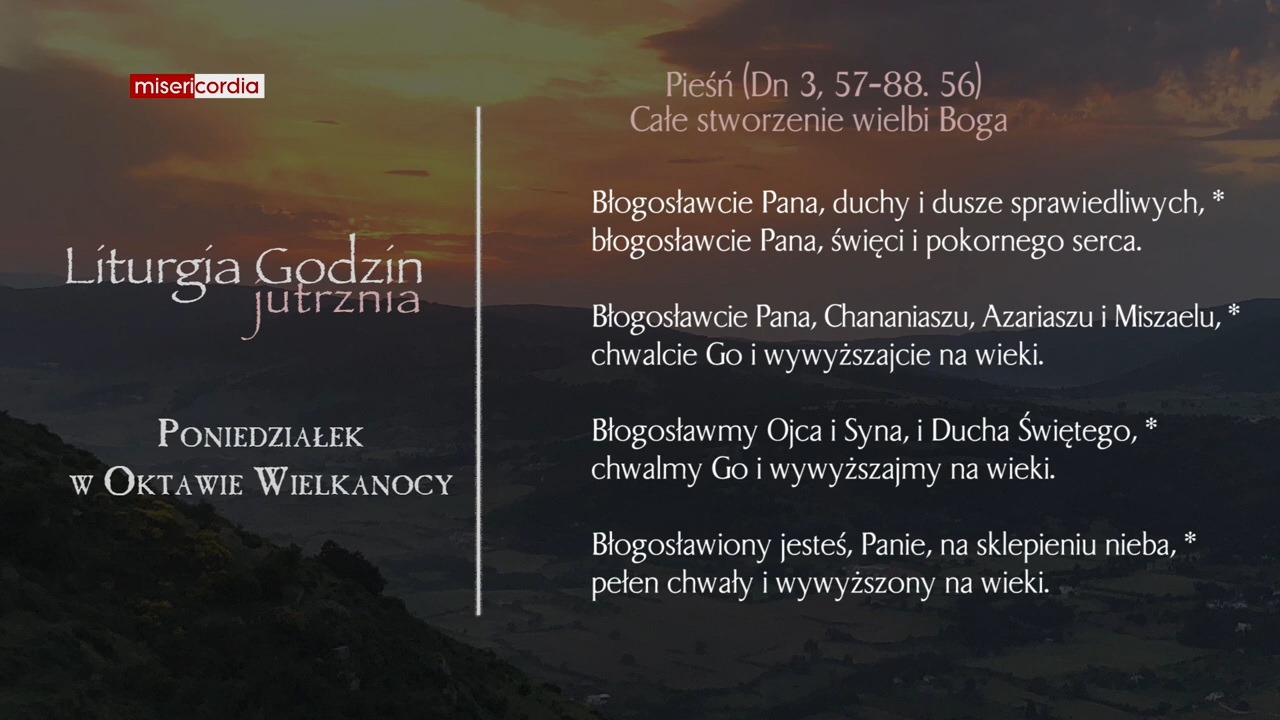 misericordia
Liturgia Godzin
jutrznia
Poniedziałek
w Oktawie Wielkanocy
Pieśń (Dn 3, 57-88. 56)
Całe stworzenie wielbi Boga
Błogosławcie Pana, duchy i dusze sprawiedliwych, *
błogosławcie Pana, święci i pokornego serca.
Błogosławcie Pana, Chananiaszu, Azariaszu i Miszaelu, *
chwalcie Go i wywyższajcie na wieki.
Błogosławmy Ojca i Syna, i Ducha Świętego, *
chwalmy Go i wywyższajmy na wieki.
Błogosławiony jesteś, Panie, na sklepieniu nieba, *
pełen chwały i wywyższony na wieki.